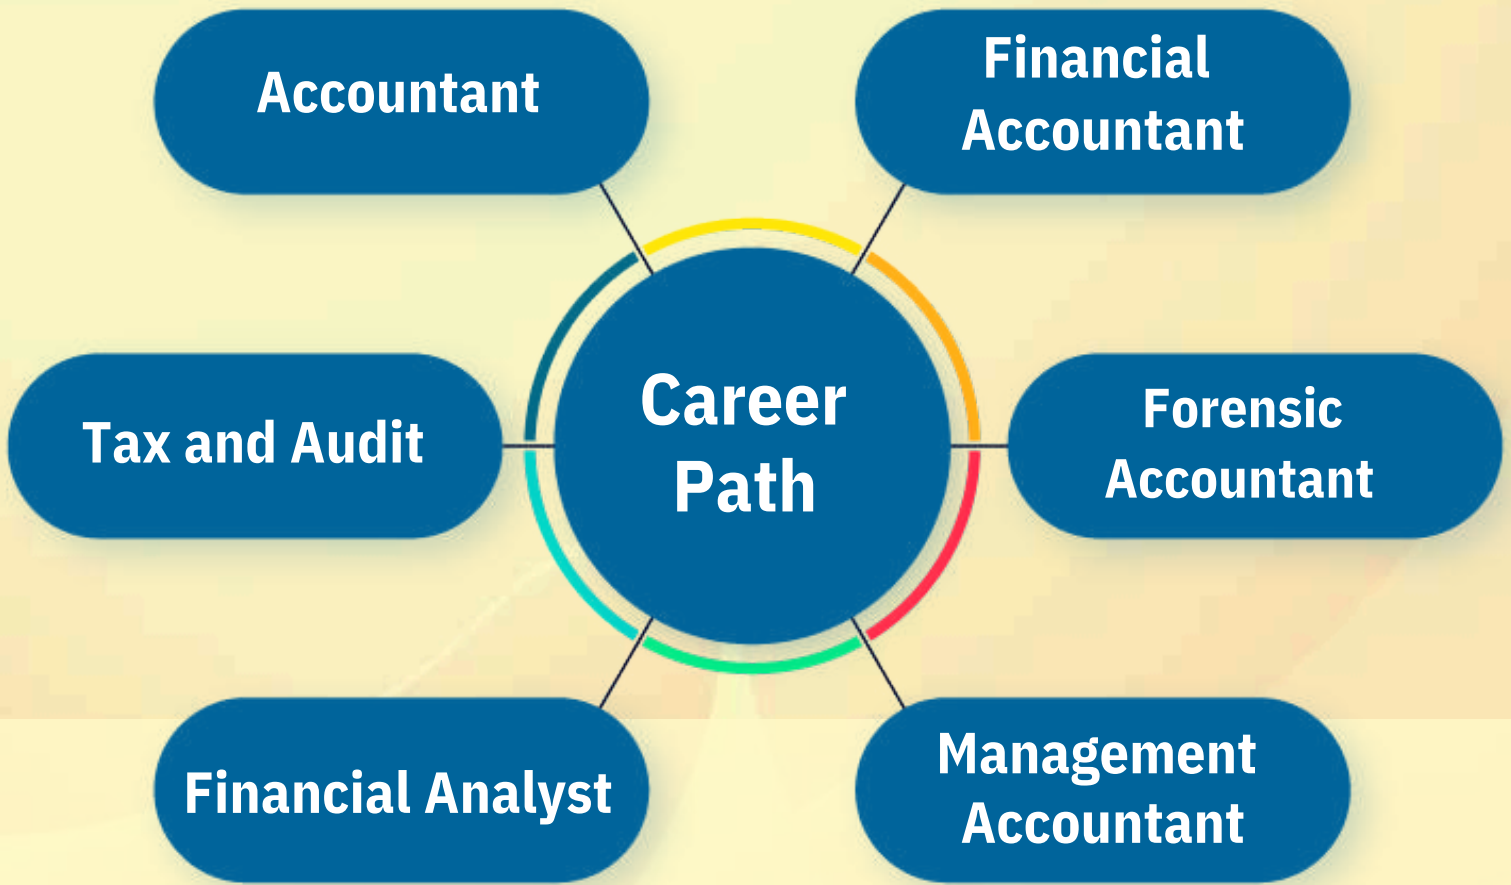 Accountant
Financial
Accountant
Career
Path
Tax and Audit
Forensic
Accountant
Financial Analyst
Management
Accountant